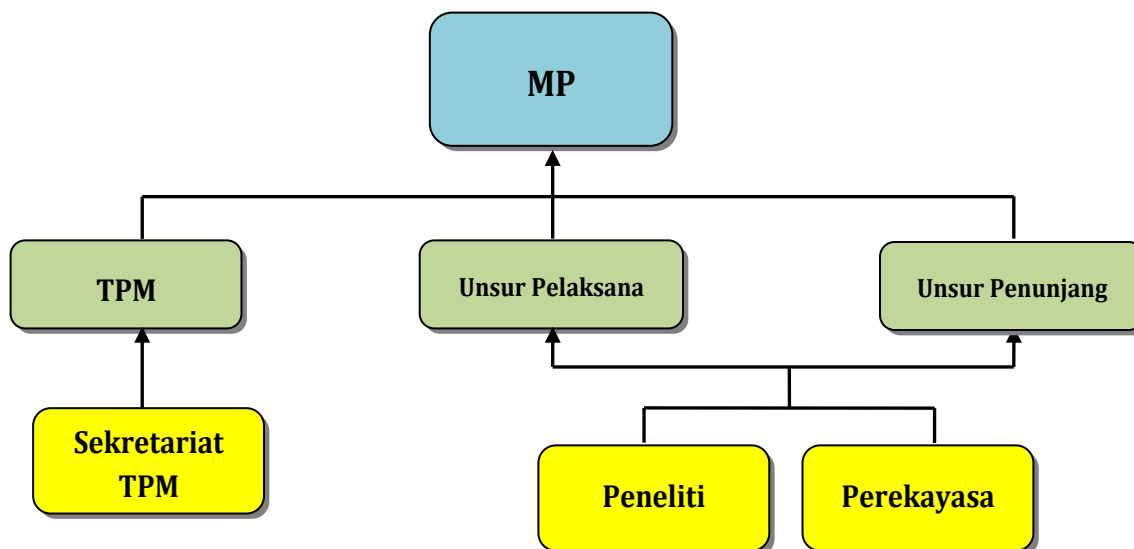 MP
TPM
Unsur Pelaksana
Unsur Penunjang
Sekretariat
TPM
Peneliti
Perekayasa